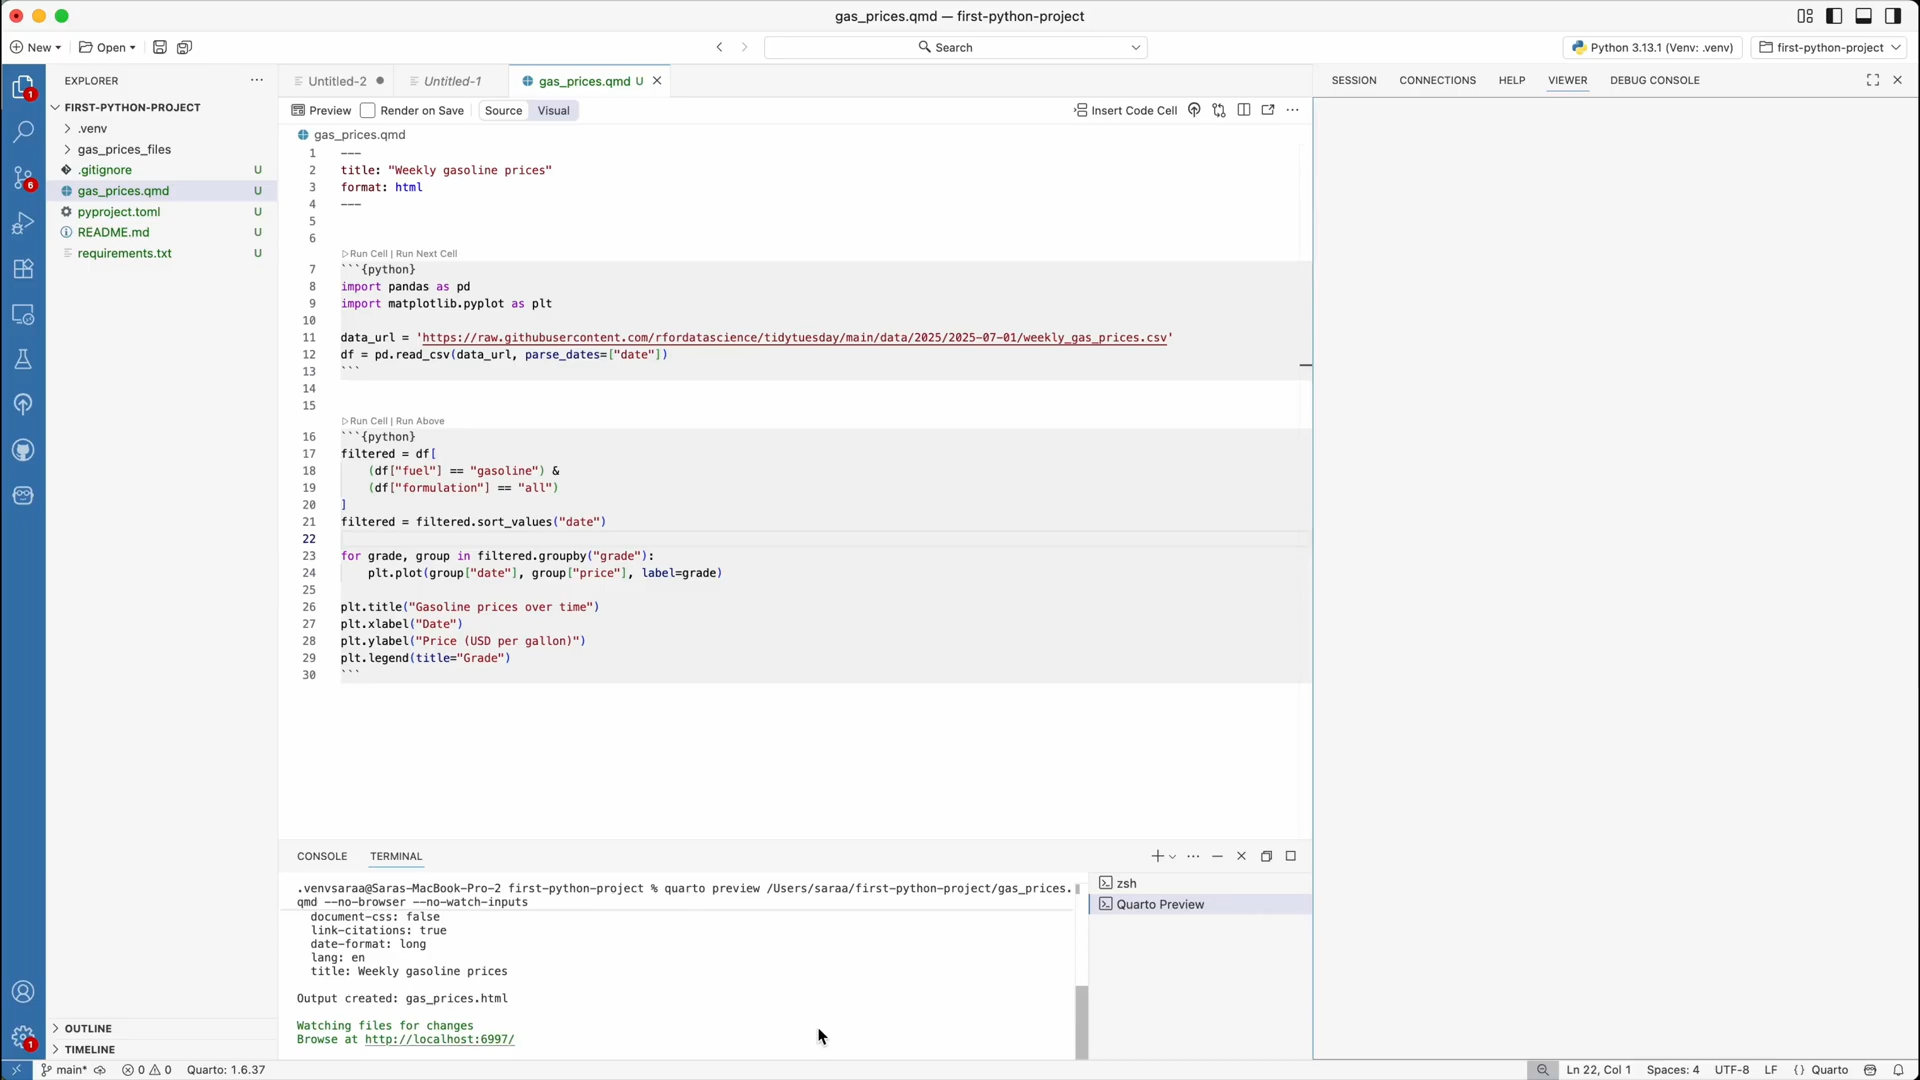 gas_prices.qmd — first-python-project
New
Open
Search
Python 3.13.1 (Venv: .venv)
first-python-project
EXPLORER
FIRST-PYTHON-PROJECT
.venv
gas_prices_files
.gitignore U
gas_prices.qmd U
pyproject.toml U
README.md U
requirements.txt U
OUTLINE
TIMELINE
1
6
1
Untitled-2
Untitled-1
gas_prices.qmd U
Preview
Render on Save
Source
Visual
Insert Code Cell
gas_prices.qmd
1 ---
2 title: "Weekly gasoline prices"
3 format: html
4 ---
5
6
Run Cell | Run Next Cell
7 ```{python}
8 import pandas as pd
9 import matplotlib.pyplot as plt
10
11 data_url = 'https://raw.githubusercontent.com/rfordatascience/tidytuesday/main/data/2025/2025-07-01/weekly_gas_prices.csv'
12 df = pd.read_csv(data_url, parse_dates=["date"])
13 ```
14
15
Run Cell | Run Above
16 ```{python}
17 filtered = df[
18 (df["fuel"] == "gasoline") &
19 (df["formulation"] == "all")
20 ]
21 filtered = filtered.sort_values("date")
22
23 for grade, group in filtered.groupby("grade"):
24 plt.plot(group["date"], group["price"], label=grade)
25
26 plt.title("Gasoline prices over time")
27 plt.xlabel("Date")
28 plt.ylabel("Price (USD per gallon)")
29 plt.legend(title="Grade")
30 ```
SESSION
CONNECTIONS
HELP
VIEWER
DEBUG CONSOLE
CONSOLE
TERMINAL
.venvsaraa@Saras-MacBook-Pro-2 first-python-project % quarto preview /Users/saraa/first-python-project/gas_prices.
qmd --no-browser --no-watch-inputs
document-css: false
link-citations: true
date-format: long
lang: en
title: Weekly gasoline prices
Output created: gas_prices.html
Watching files for changes
Browse at http://localhost:6997/
zsh
Quarto Preview
main*
0
0
Quarto: 1.6.37
Ln 22, Col 1
Spaces: 4
UTF-8
LF
{} Quarto